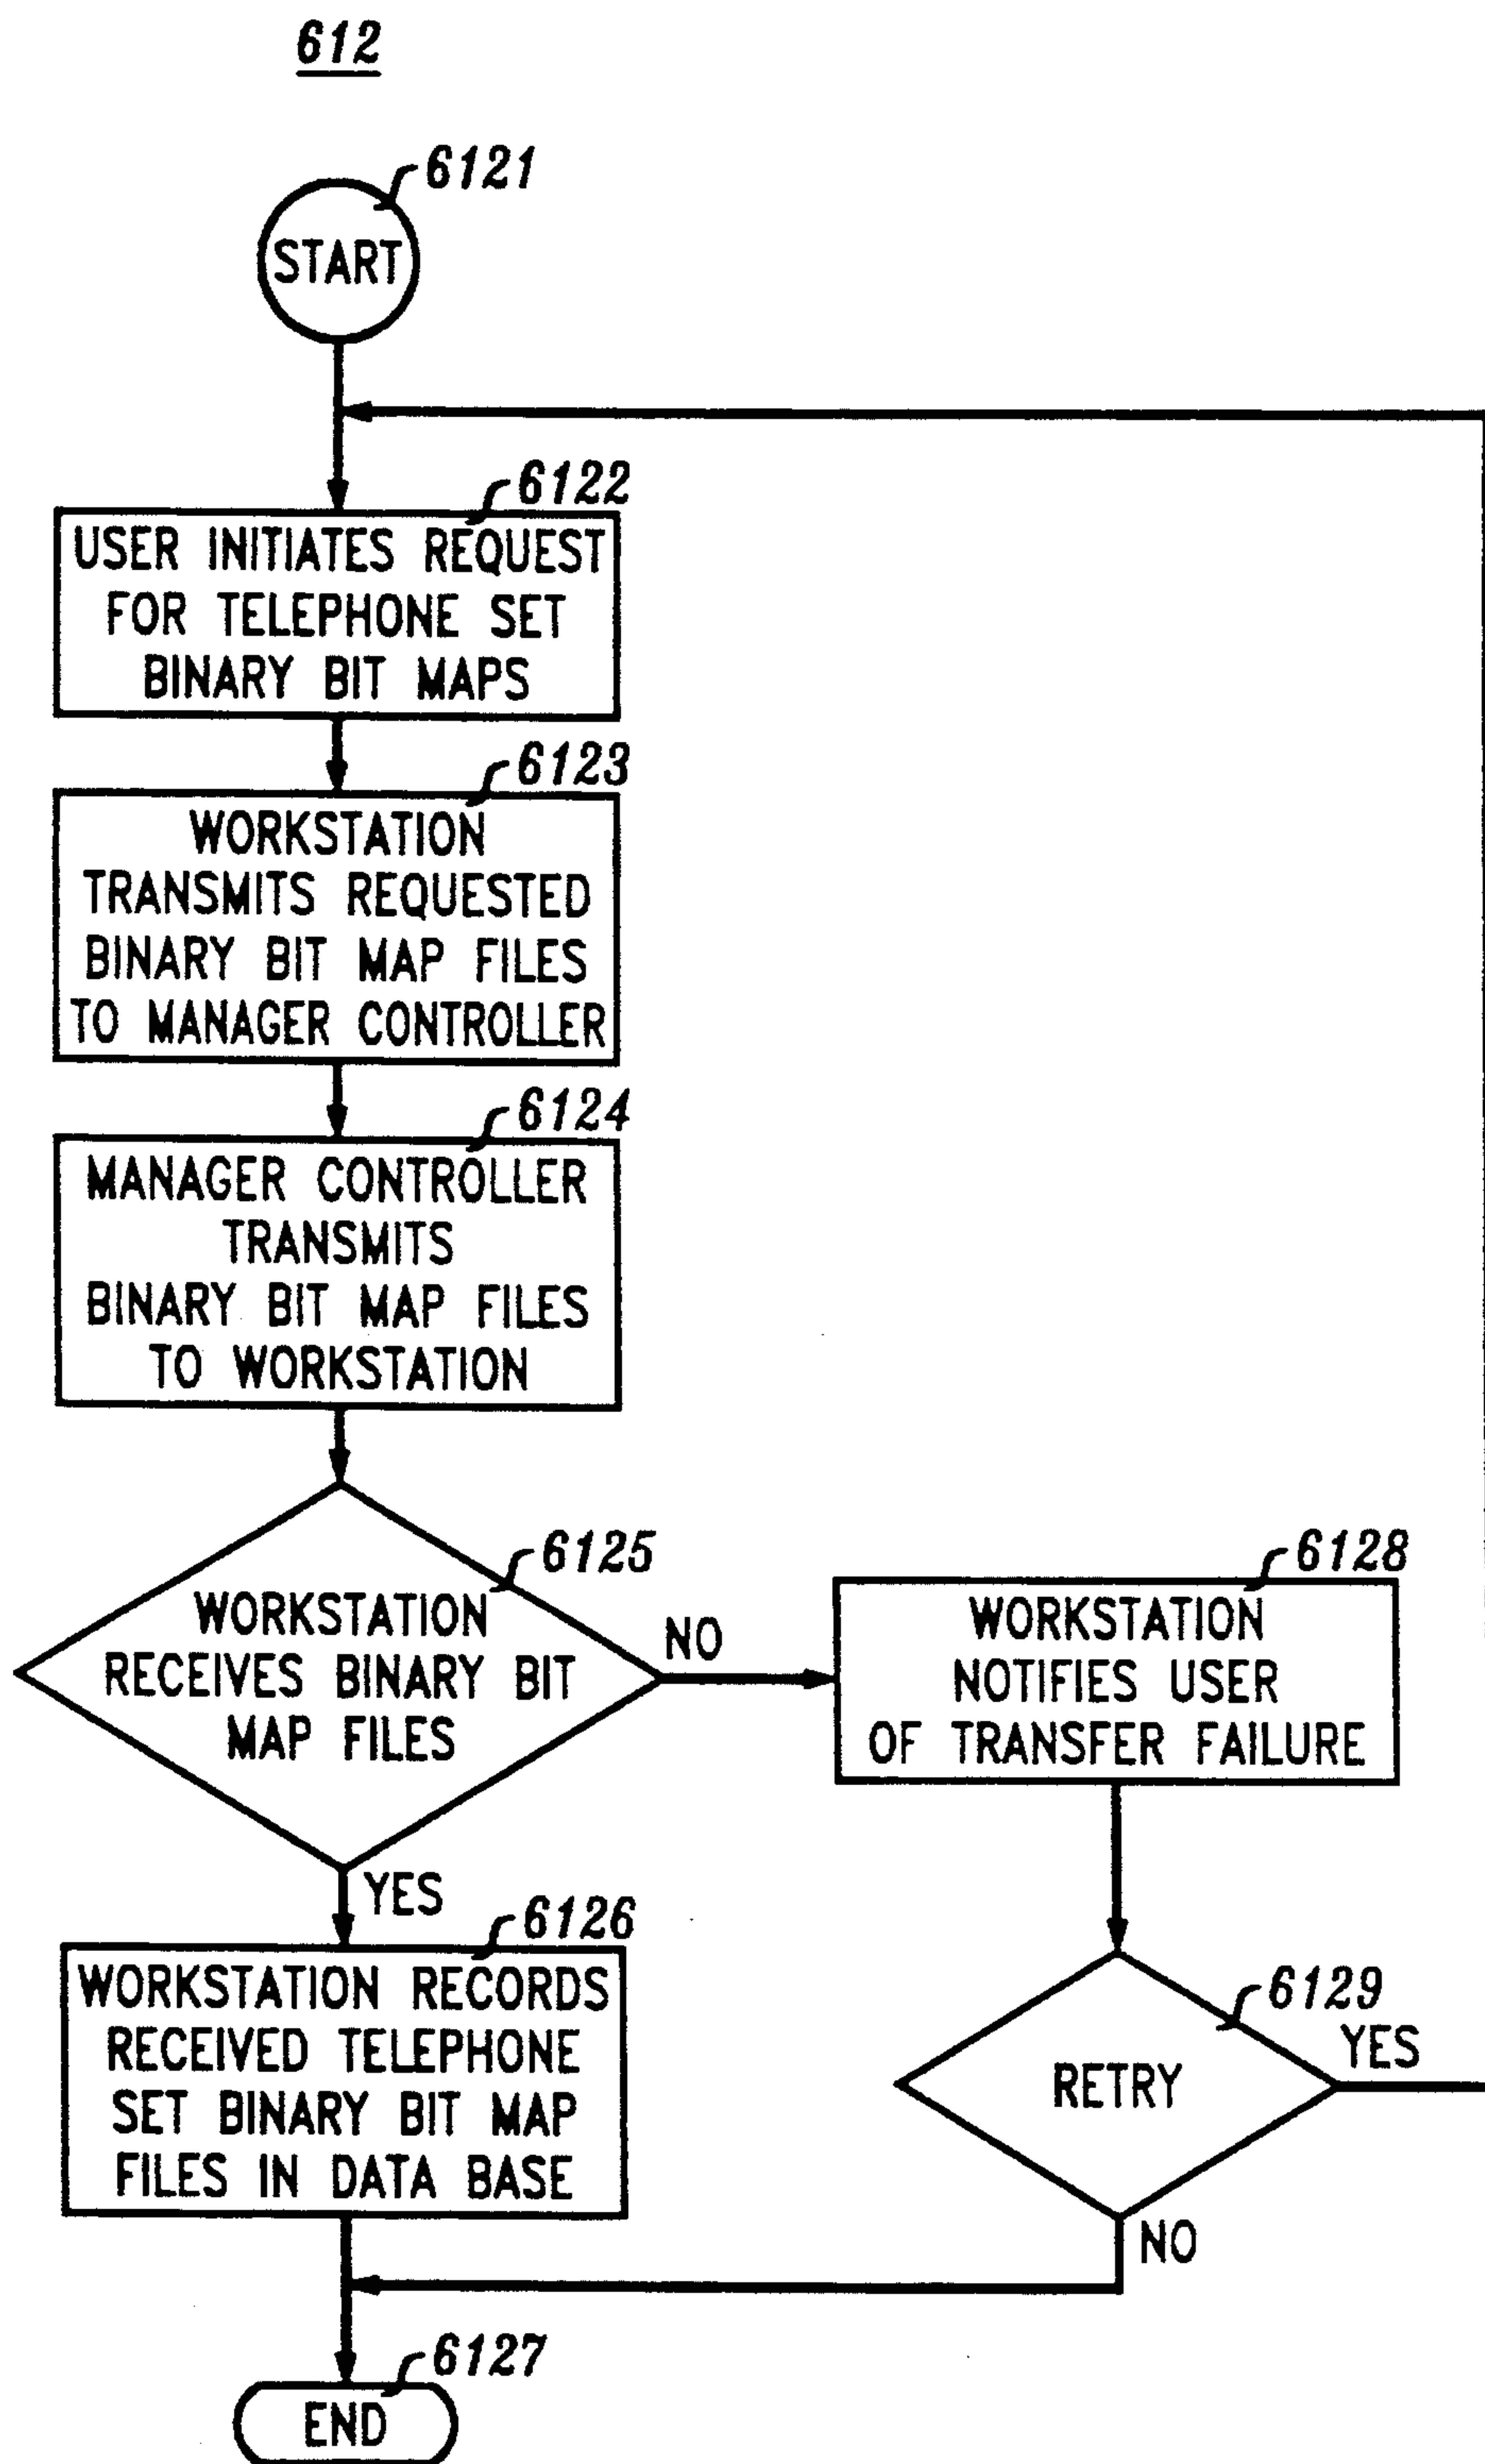 612
6121
START
6122
USER INITIATES REQUEST
FOR TELEPHONE SET
BINARY BIT MAPS
6123
WORKSTATION
TRANSMITS REQUESTED
BINARY BIT MAP FILES
TO MANAGER CONTROLLER
6124
MANAGER CONTROLLER
TRANSMITS
BINARY BIT MAP FILES
TO WORKSTATION
6125
WORKSTATION
RECEIVES BINARY BIT
MAP FILES
NO
YES
6128
WORKSTATION
NOTIFIES USER
OF TRANSFER FAILURE
6126
WORKSTATION RECORDS
RECEIVED TELEPHONE
SET BINARY BIT MAP
FILES IN DATA BASE
6129
RETRY
YES
NO
6127
END